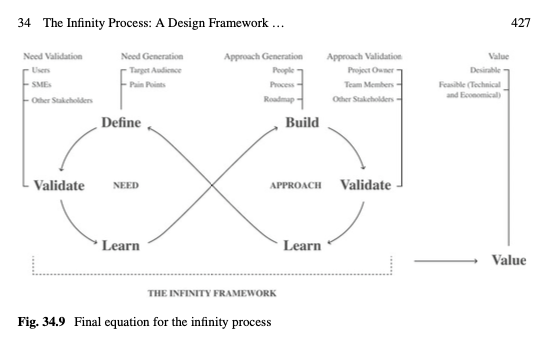 34 The Infinity Process: A Design Framework … 427
Need Validation Need Generation Approach Generation Approach Validation Value
Users Target Audience People Project Owner Desirable
SMEs Pain Points Process Team Members Feasible (Technical
and Economical)
Other Stakeholders Roadmap Other Stakeholders
Define Build
Validate NEED APPROACH Validate
Learn Learn
Value
THE INFINITY FRAMEWORK
Fig. 34.9 Final equation for the infinity process